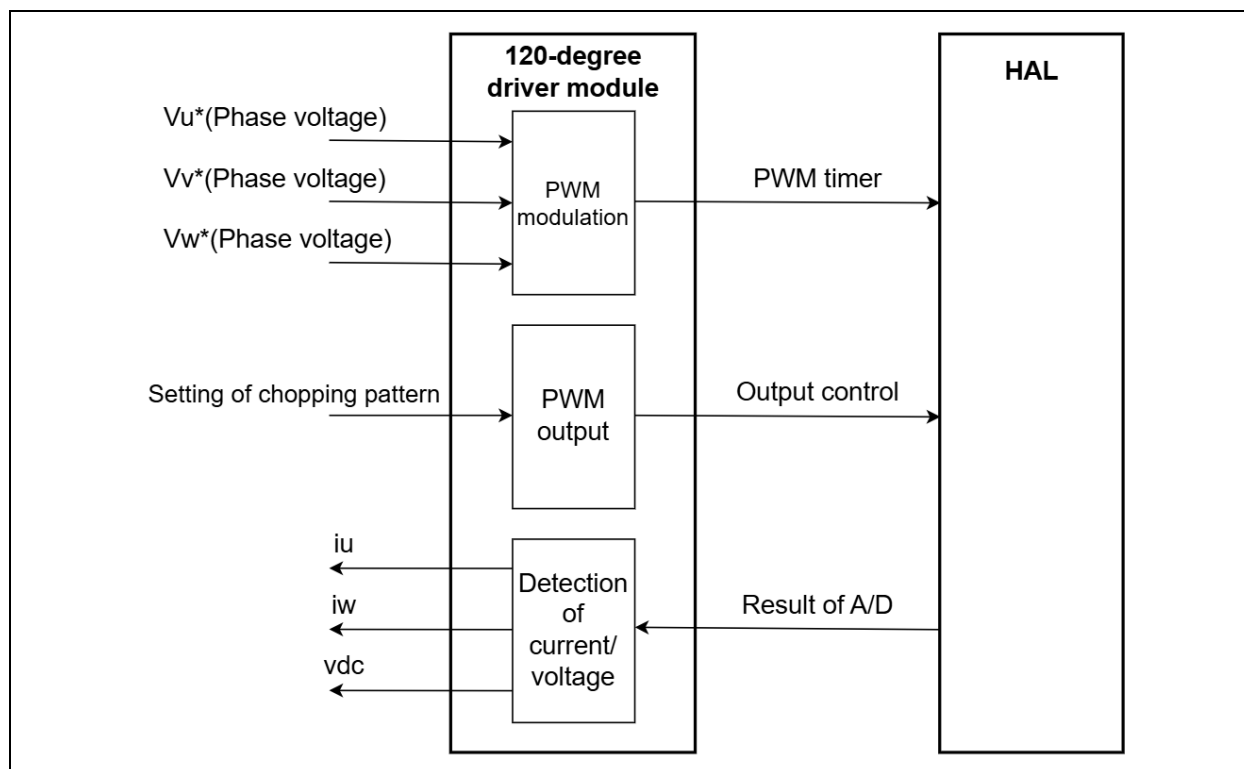 120-degree
driver module
HAL
Vu*(Phase voltage)
Vv*(Phase voltage)
Vw*(Phase voltage)
PWM
modulation
PWM timer
Setting of chopping pattern
PWM
output
Output control
iu
iw
vdc
Detection
of
current/
voltage
Result of A/D